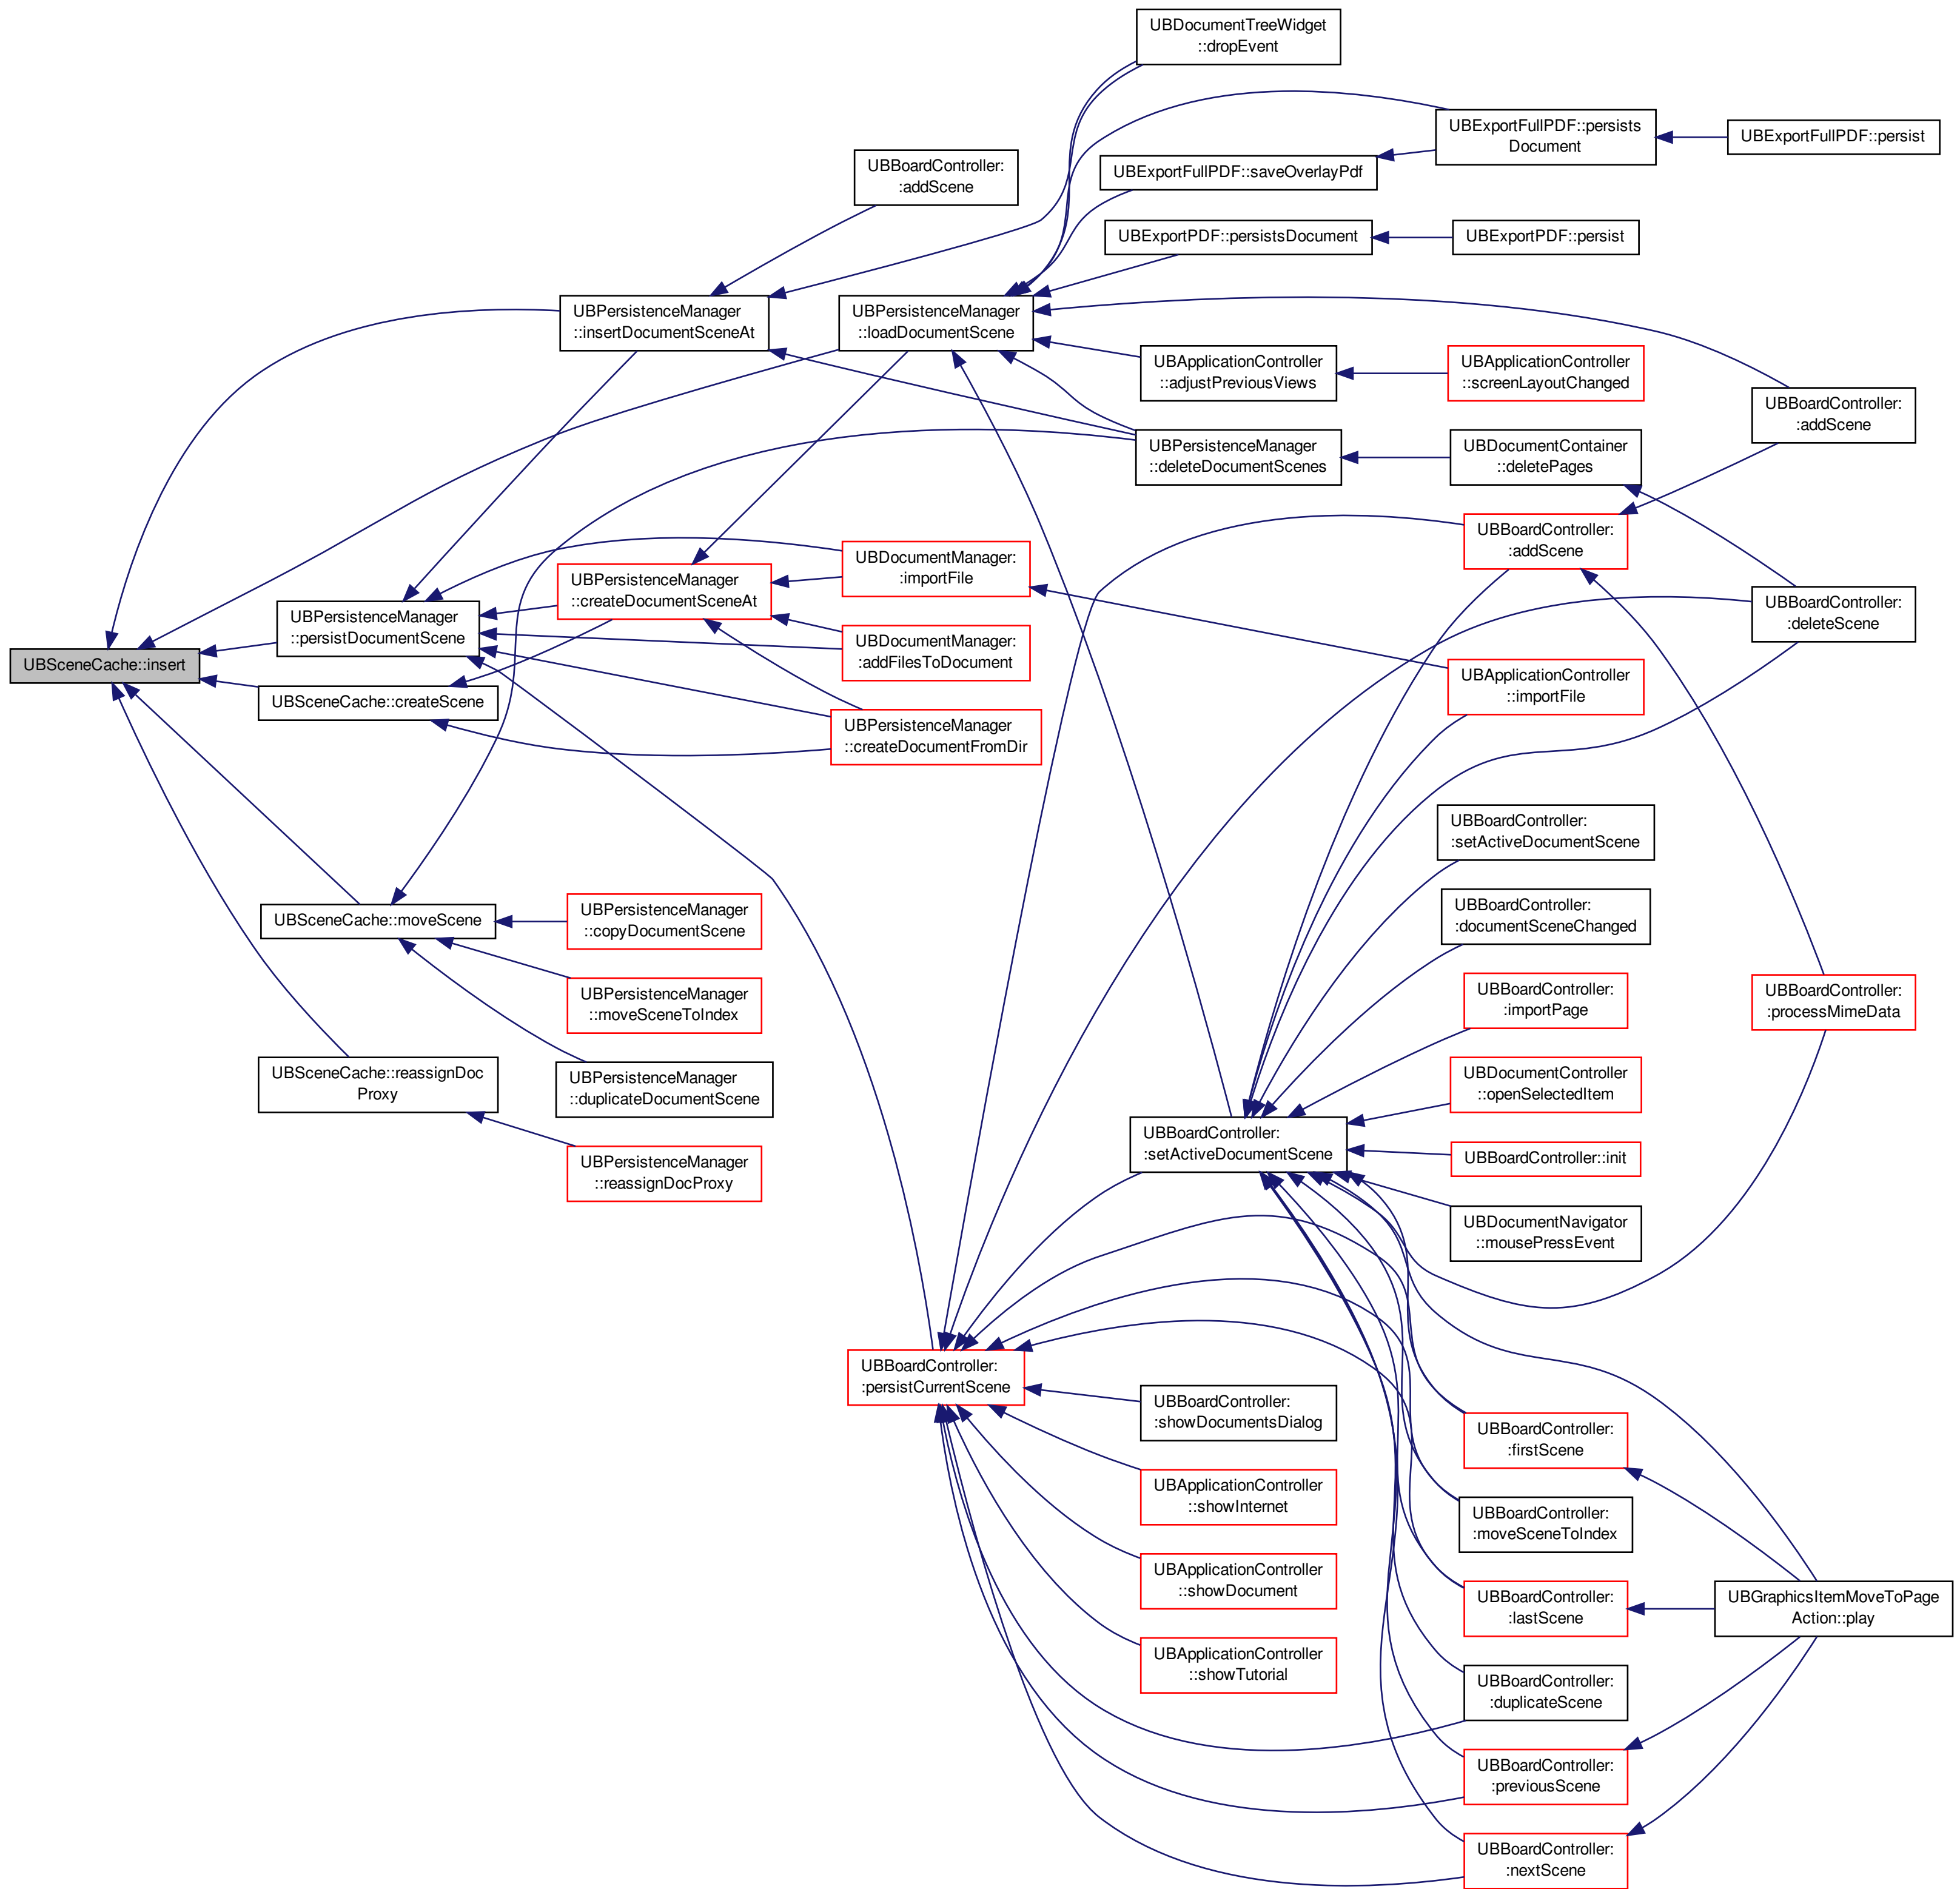 UBDocumentTreeWidget
::dropEvent
UBExportFullPDF::persists
Document
UBExportFullPDF::persist
UBBoardController:
:addScene
UBExportFullPDF::saveOverlayPdf
UBExportPDF::persistsDocument
UBExportPDF::persist
UBPersistenceManager
::insertDocumentSceneAt
UBPersistenceManager
::loadDocumentScene
UBApplicationController
::adjustPreviousViews
UBApplicationController
::screenLayoutChanged
UBBoardController:
:addScene
UBPersistenceManager
::deleteDocumentScenes
UBDocumentContainer
::deletePages
UBBoardController:
:addScene
UBDocumentManager:
:importFile
UBPersistenceManager
::createDocumentSceneAt
UBPersistenceManager
::persistDocumentScene
UBBoardController:
:deleteScene
UBDocumentManager:
:addFilesToDocument
UBSceneCache::insert
UBSceneCache::createScene
UBApplicationController
::importFile
UBPersistenceManager
::createDocumentFromDir
UBBoardController:
:setActiveDocumentScene
UBSceneCache::moveScene
UBPersistenceManager
::copyDocumentScene
UBBoardController:
:documentSceneChanged
UBPersistenceManager
::moveSceneToIndex
UBBoardController:
:importPage
UBBoardController:
:processMimeData
UBSceneCache::reassignDoc
Proxy
UBPersistenceManager
::duplicateDocumentScene
UBDocumentController
::openSelectedItem
UBBoardController:
:setActiveDocumentScene
UBBoardController::init
UBPersistenceManager
::reassignDocProxy
UBDocumentNavigator
::mousePressEvent
UBBoardController:
:persistCurrentScene
UBBoardController:
:showDocumentsDialog
UBBoardController:
:firstScene
UBApplicationController
::showInternet
UBBoardController:
:moveSceneToIndex
UBApplicationController
::showDocument
UBBoardController:
:lastScene
UBGraphicsItemMoveToPage
Action::play
UBApplicationController
::showTutorial
UBBoardController:
:duplicateScene
UBBoardController:
:previousScene
UBBoardController:
:nextScene